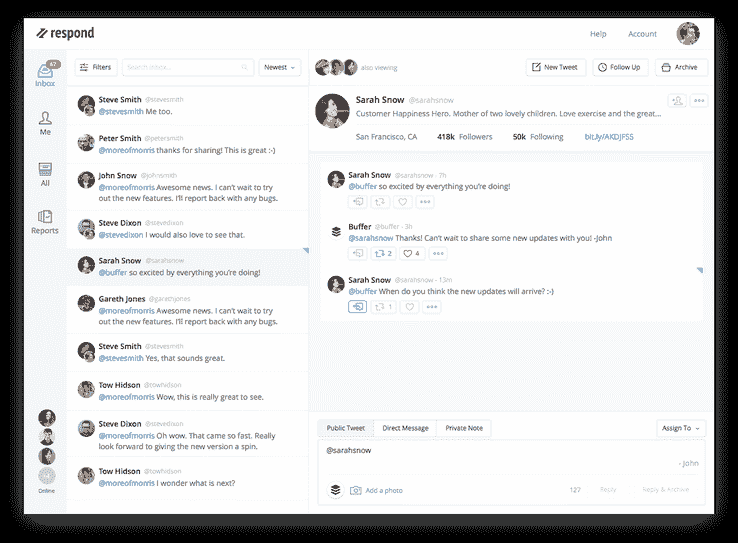 respond
Help
Account
67
Inbox
Me
All
Reports
Online
Filters
Search inbox...
Newest
Steve Smith @stevesmith
@stevesmith Me too.
Peter Smith @petersmith
@moreofmorris thanks for sharing! This is great :-)
John Snow @johnsmith
@moreofmorris Awesome news. I can't wait to try
out the new features. I'll report back with any bugs.
Steve Dixon @stevedixon
@stevedixon I would also love to see that.
Sarah Snow @sarahsnow
@buffer so excited by everything you're doing!
Gareth Jones @garethjones
@moreofmorris Awesome news. I can't wait to try
out the new features. I'll report back with any bugs.
Steve Smith @stevesmith
@stevesmith Yes, that sounds great.
Tow Hidson @towhidson
@moreofmorris Wow, this is really great to see.
Steve Dixon @stevedixon
@moreofmorris Oh wow. That came so fast. Really
look forward to giving the new version a spin.
Tow Hidson @towhidson
@moreofmorris I wonder what is next?
also viewing
New Tweet
Follow Up
Archive
Sarah Snow @sarahsnow
Customer Happiness Hero. Mother of two lovely children. Love exercise and the great...
San Francisco, CA 418k Followers 50k Following bit.ly/AKDJF5S
Sarah Snow @sarahsnow - 7h
@buffer so excited by everything you're doing!
Buffer @buffer - 3h
@sarahsnow Thanks! Can't wait to share some new updates with you! -John
2 4
Sarah Snow @sarahsnow - 13m
@buffer When do you think the new updates will arrive? :-)
1
Public Tweet
Direct Message
Private Note
Assign To
@sarahsnow
- John
Add a photo
127
Reply
Reply & Archive